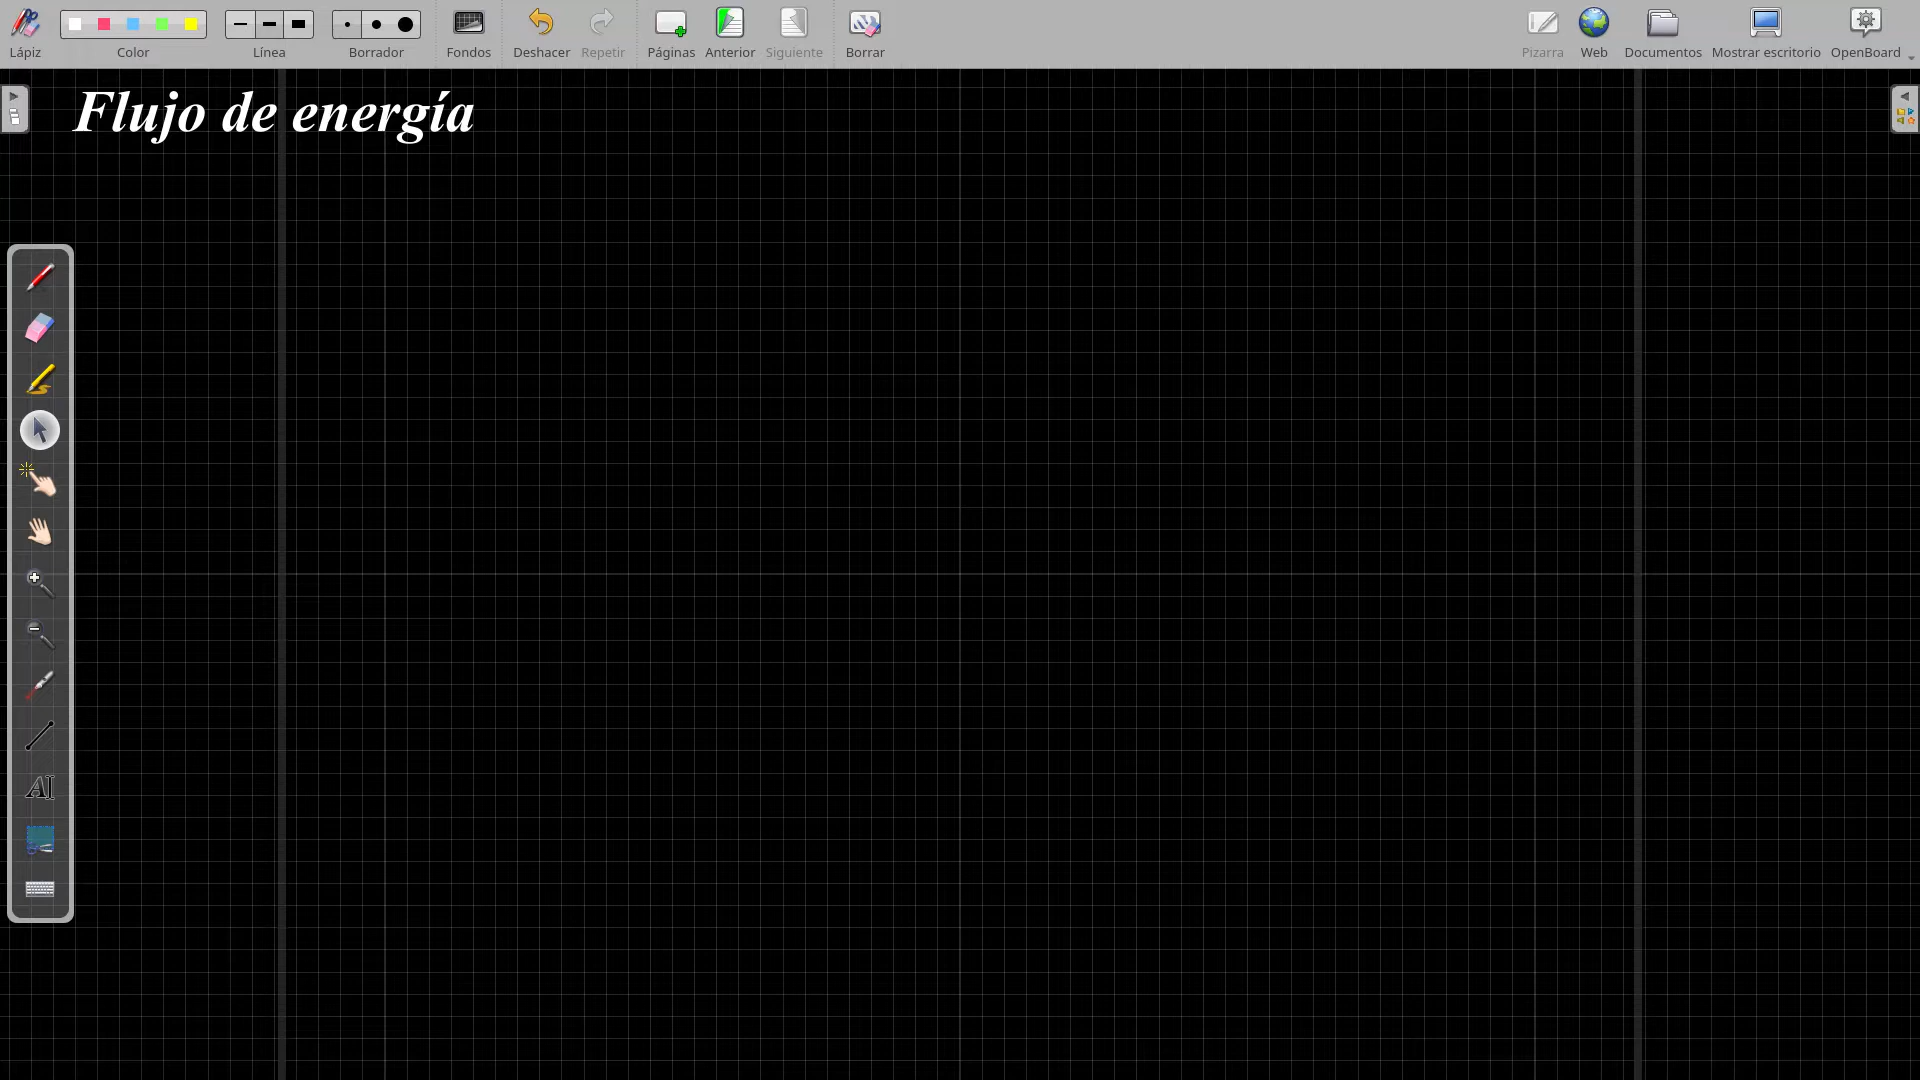 Lápiz Color Línea Borrador Fondos Deshacer Repetir Páginas Anterior Siguiente Borrar Pizarra Web Documentos Mostrar escritorio OpenBoard
Flujo de energía
AI